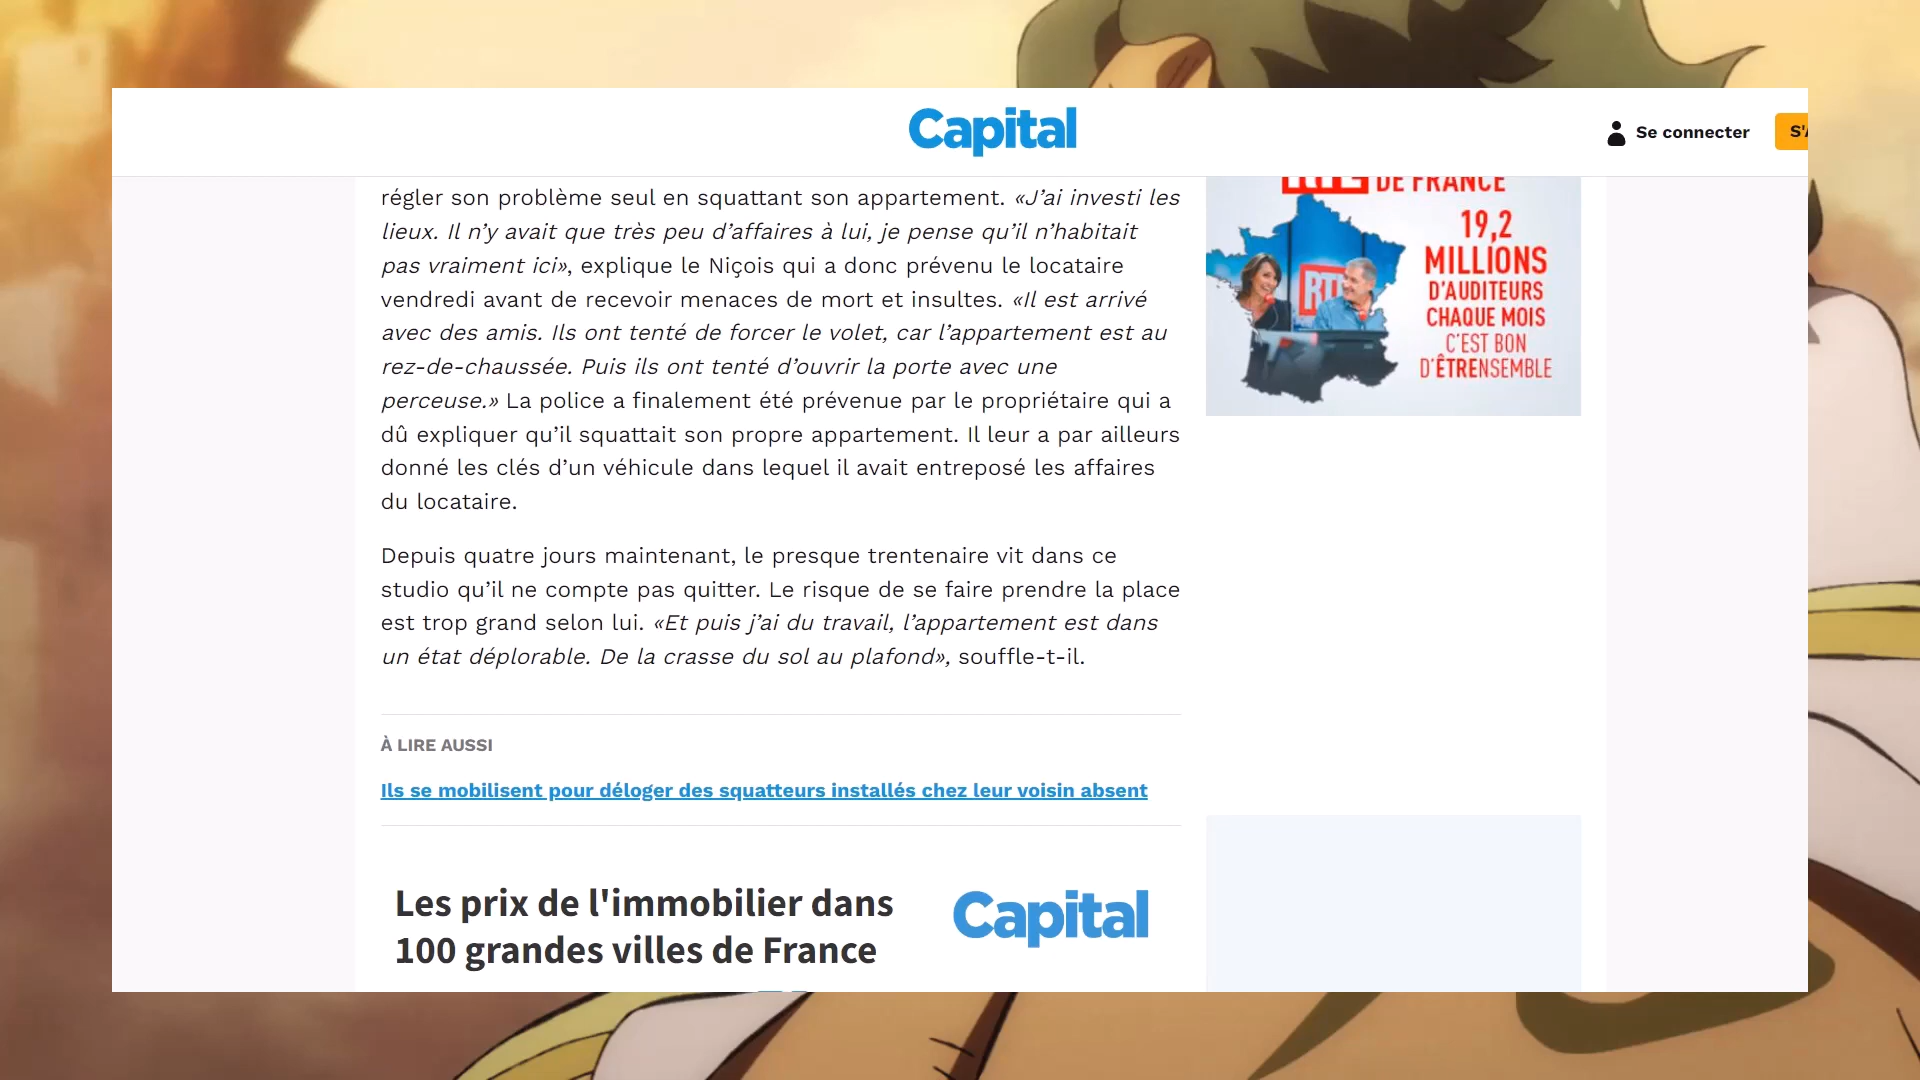 Capital
Se connecter
S'A
régler son problème seul en squattant son appartement. «J’ai investi les
lieux. Il n’y avait que très peu d’affaires à lui, je pense qu’il n’habitait
pas vraiment ici», explique le Niçois qui a donc prévenu le locataire
vendredi avant de recevoir menaces de mort et insultes. «Il est arrivé
avec des amis. Ils ont tenté de forcer le volet, car l’appartement est au
rez-de-chaussée. Puis ils ont tenté d’ouvrir la porte avec une
perceuse.» La police a finalement été prévenue par le propriétaire qui a
dû expliquer qu’il squattait son propre appartement. Il leur a par ailleurs
donné les clés d’un véhicule dans lequel il avait entreposé les affaires
du locataire.
Depuis quatre jours maintenant, le presque trentenaire vit dans ce
studio qu’il ne compte pas quitter. Le risque de se faire prendre la place
est trop grand selon lui. «Et puis j’ai du travail, l’appartement est dans
un état déplorable. De la crasse du sol au plafond», souffle-t-il.
À LIRE AUSSI
Ils se mobilisent pour déloger des squatteurs installés chez leur voisin absent
Les prix de l'immobilier dans
100 grandes villes de France
Capital
RTL DE FRANCE
19,2
MILLIONS
D'AUDITEURS
CHAQUE MOIS
C'EST BON
D'ÊTRENSEMBLE
RTL